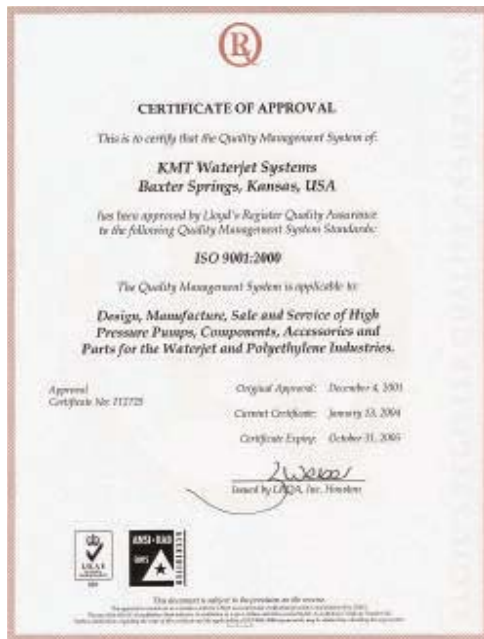 CERTIFICATE OF APPROVAL
This is to certify that the Quality Management System of:
KMT Waterjet Systems
Baxter Springs, Kansas, USA
has been approved by Lloyd's Register Quality Assurance
to the following Quality Management System Standards:
ISO 9001:2000
The Quality Management System is applicable to:
Design, Manufacture, Sale and Service of High
Pressure Pumps, Components, Accessories and
Parts for the Waterjet and Polyethylene Industries.
Approval
Certificate No:
Original Approval: December 4, 2001
Current Certificate: January 13, 2004
Certificate Expiry: October 31,
Issued by LRQA, Inc. Houston
UKAS
ANSI-RAB
QMS
This document is subject to the provision on the reverse